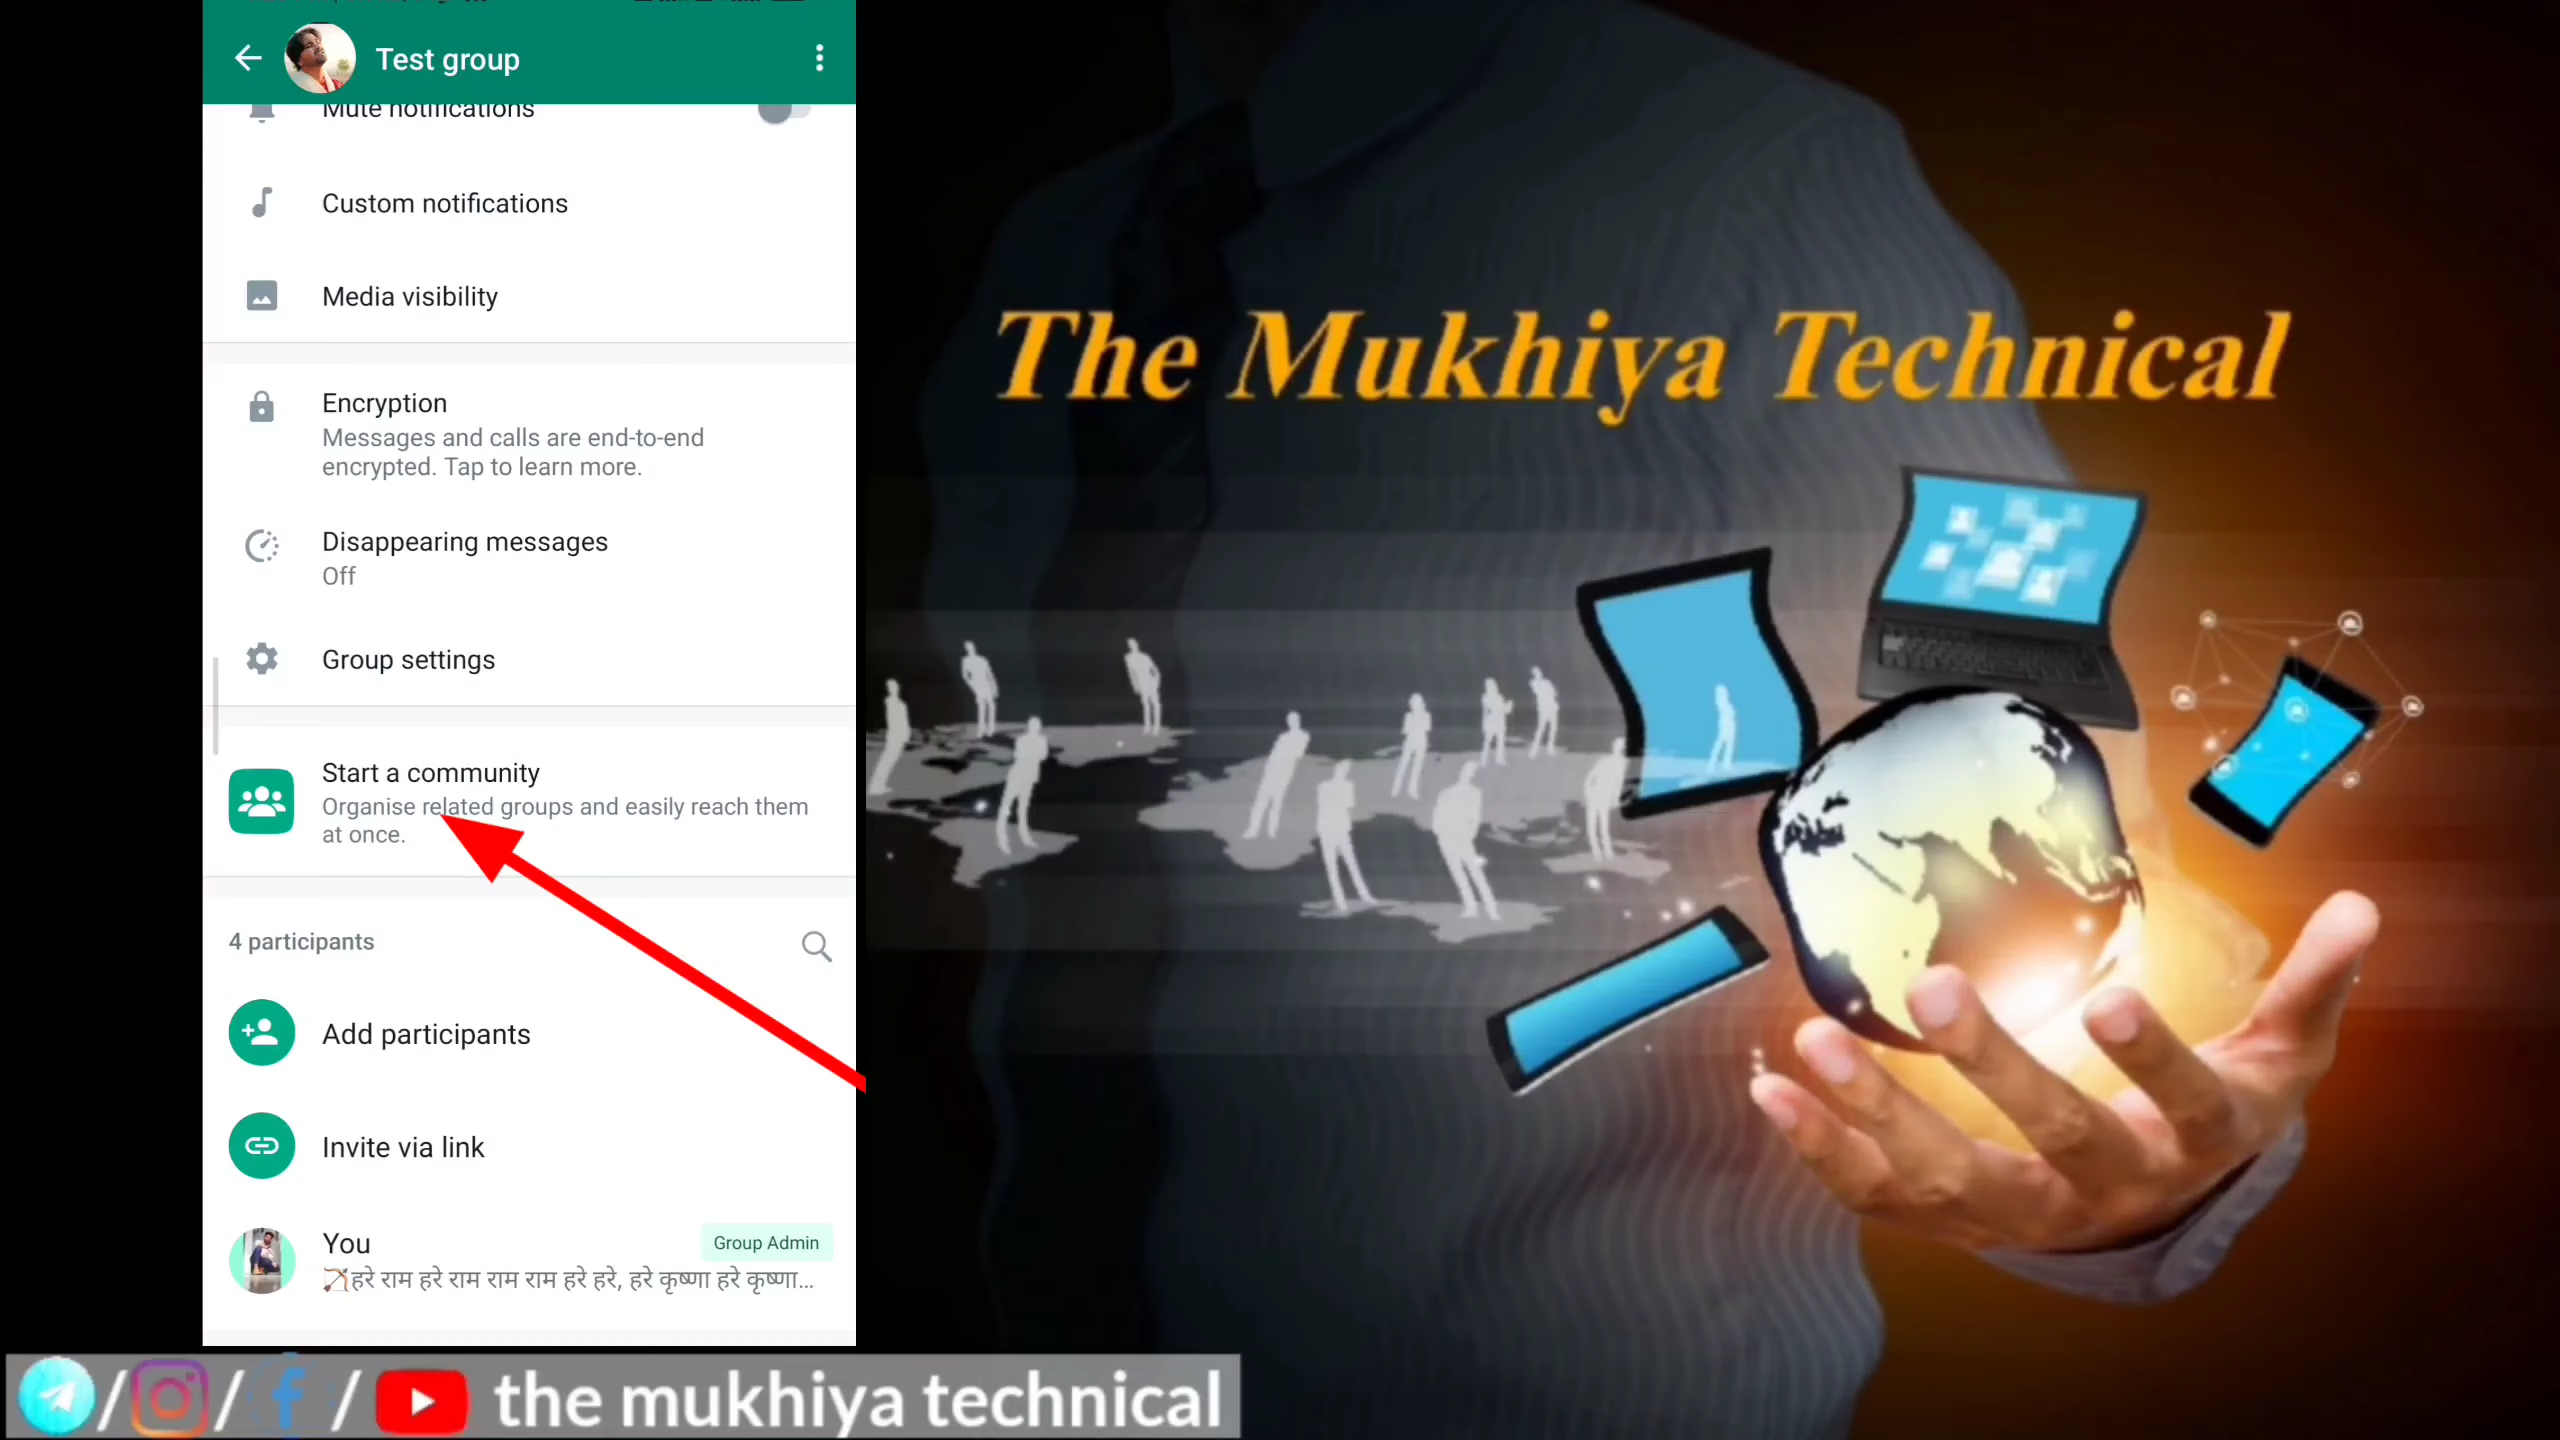 Test group
Mute notifications
Custom notifications
Media visibility
Encryption
Messages and calls are end-to-end
encrypted. Tap to learn more.
Disappearing messages
Off
Group settings
Start a community
Organise related groups and easily reach them
at once.
4 participants
Add participants
Invite via link
You
Group Admin
🏹हरे राम हरे राम राम राम हरे हरे, हरे कृष्णा हरे कृष्णा...
The Mukhiya Technical
/ / / the mukhiya technical